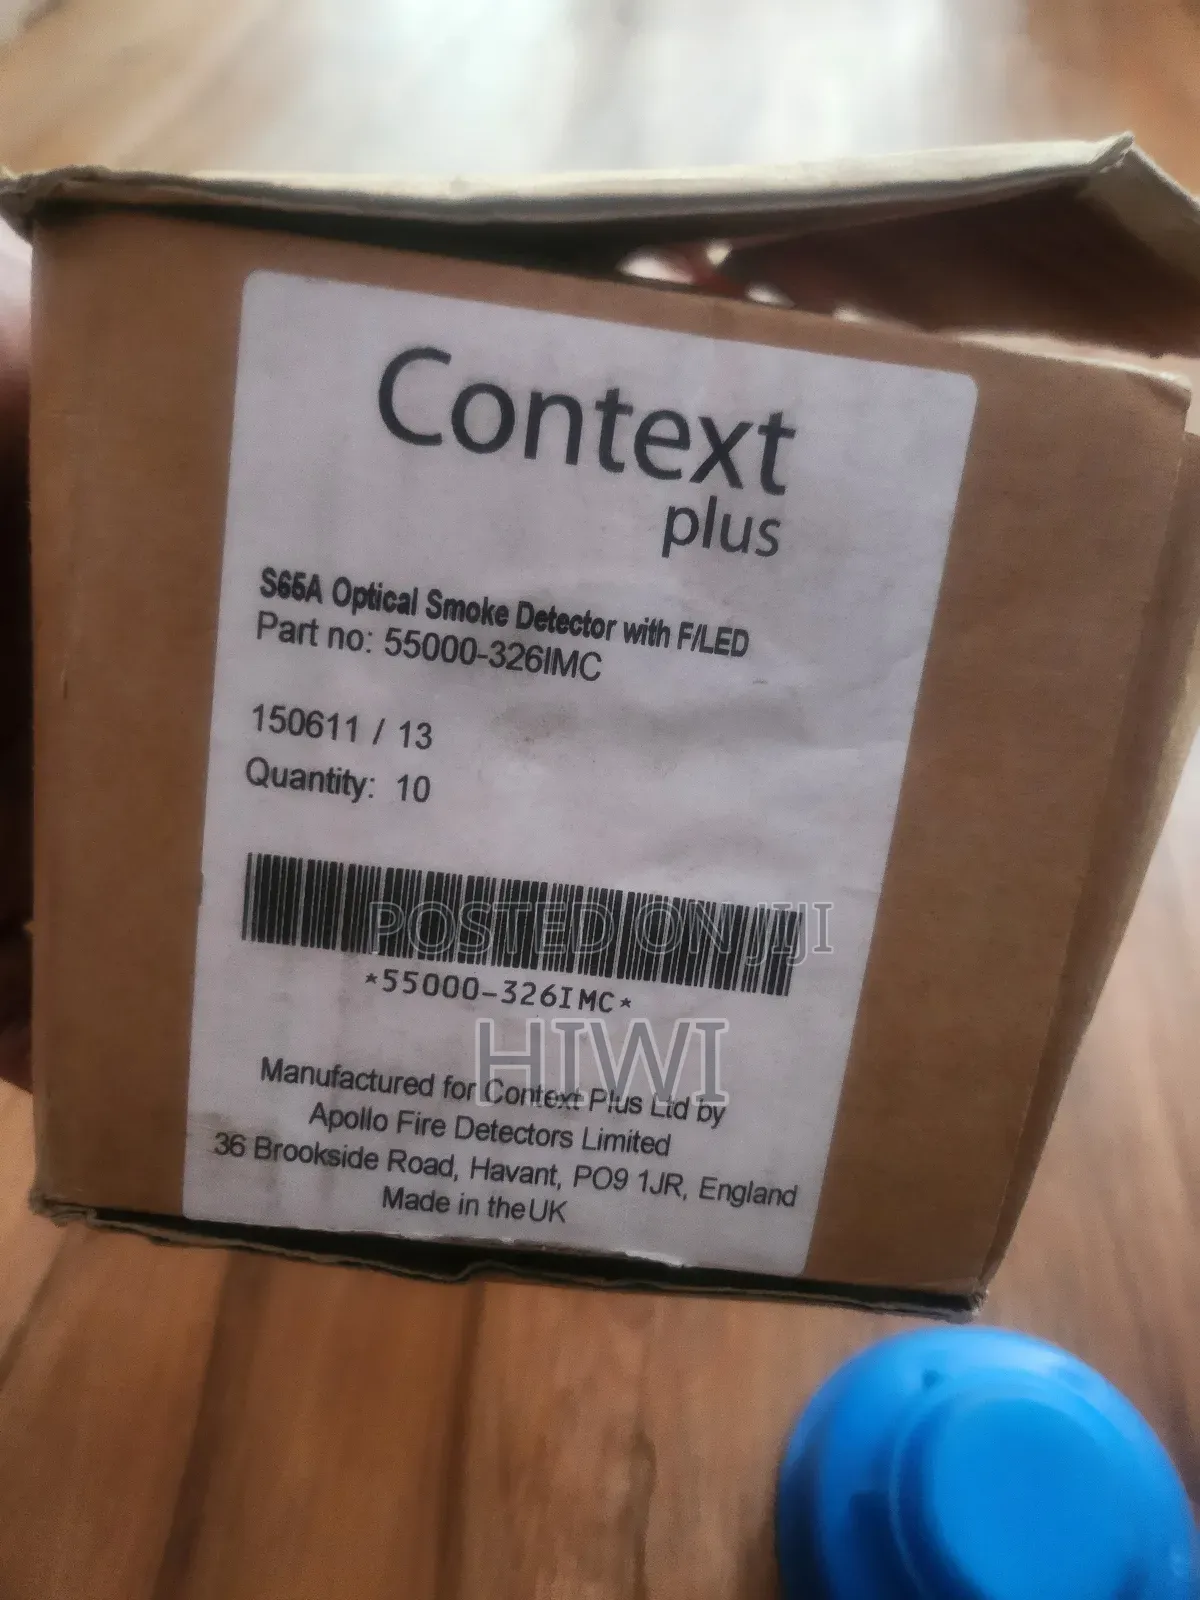 Context
plus
S65A Optical Smoke Detector with F/LED
Part no: 55000-326IMC
150611 / 13
Quantity: 10
POSTED ON JIJI
*55000-326IMC*
HIWI
Manufactured for Context Plus Ltd by
Apollo Fire Detectors Limited
36 Brookside Road, Havant, PO9 1JR, England
Made in the UK